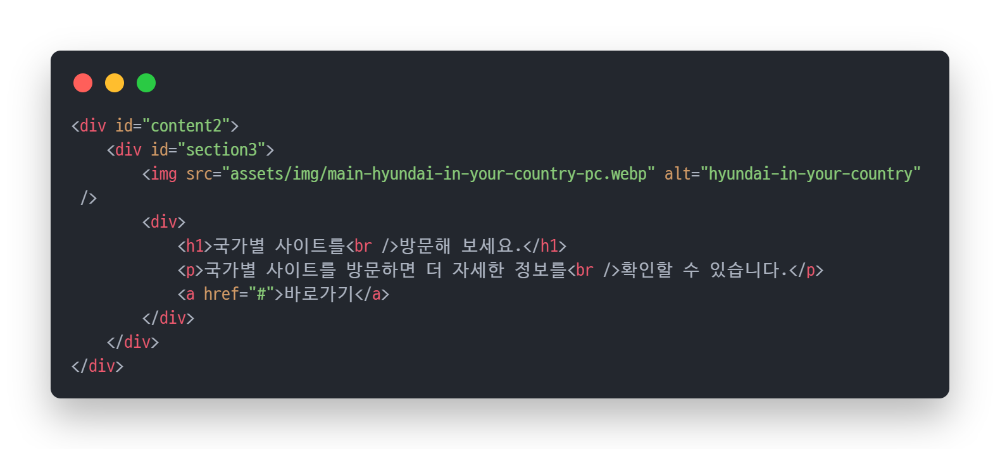 <div id="content2">
    <div id="section3">
        <img src="assets/img/main-hyundai-in-your-country-pc.webp" alt="hyundai-in-your-country"
 />
        <div>
            <h1>국가별 사이트를<br />방문해 보세요.</h1>
            <p>국가별 사이트를 방문하면 더 자세한 정보를<br />확인할 수 있습니다.</p>
            <a href="#">바로가기</a>
        </div>
    </div>
</div>